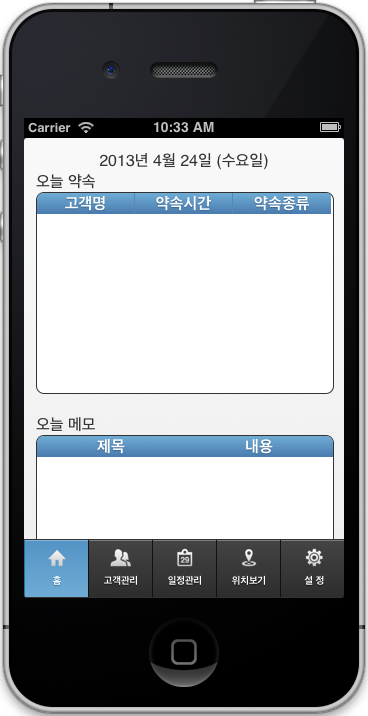 Carrier 10:33 AM
2013년 4월 24일 (수요일)
오늘 약속
고객명 약속시간 약속종류
오늘 메모
제목 내용
29
홈 고객관리 일정관리 위치보기 설 정